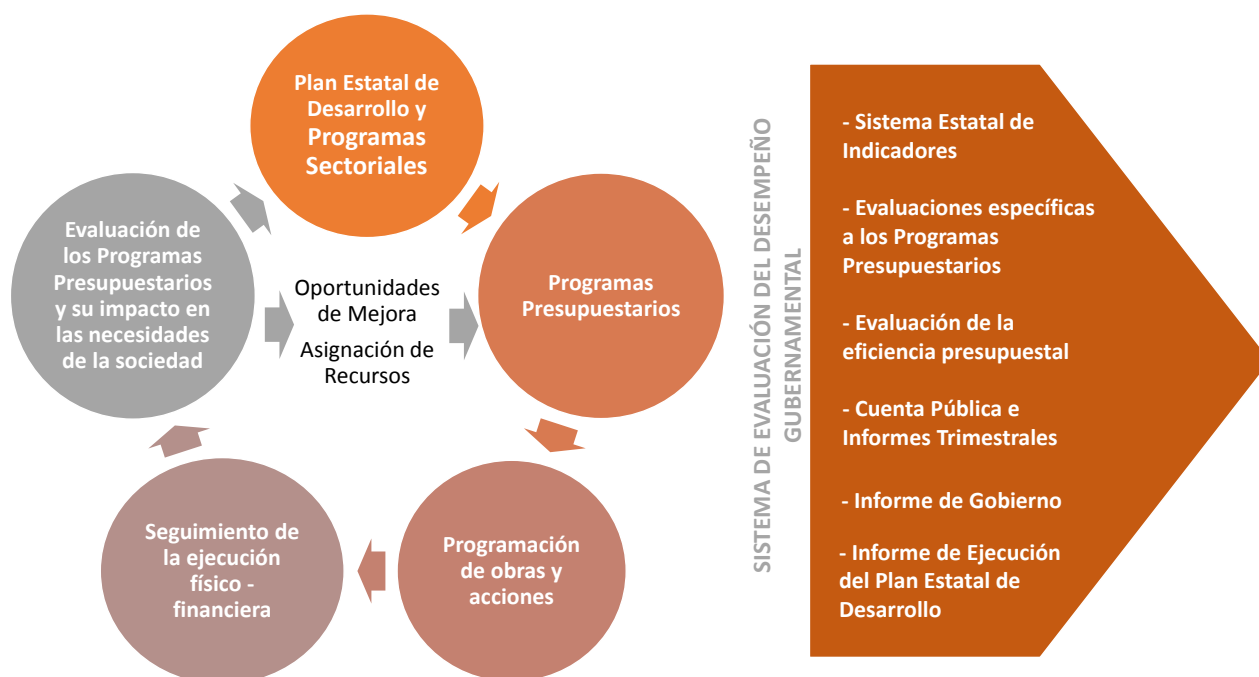 Plan Estatal de
Desarrollo y
Programas
Sectoriales
Programas
Presupuestarios
Programación
de obras y
acciones
Seguimiento de
la ejecución
físico -
financiera
Evaluación de
los Programas
Presupuestarios
y su impacto en
las necesidades
de la sociedad
Oportunidades
de Mejora
Asignación de
Recursos
SISTEMA DE EVALUACIÓN DEL DESEMPEÑO
GUBERNAMENTAL
- Sistema Estatal de
Indicadores
- Evaluaciones específicas
a los Programas
Presupuestarios
- Evaluación de la
eficiencia presupuestal
- Cuenta Pública e
Informes Trimestrales
- Informe de Gobierno
- Informe de Ejecución
del Plan Estatal de
Desarrollo